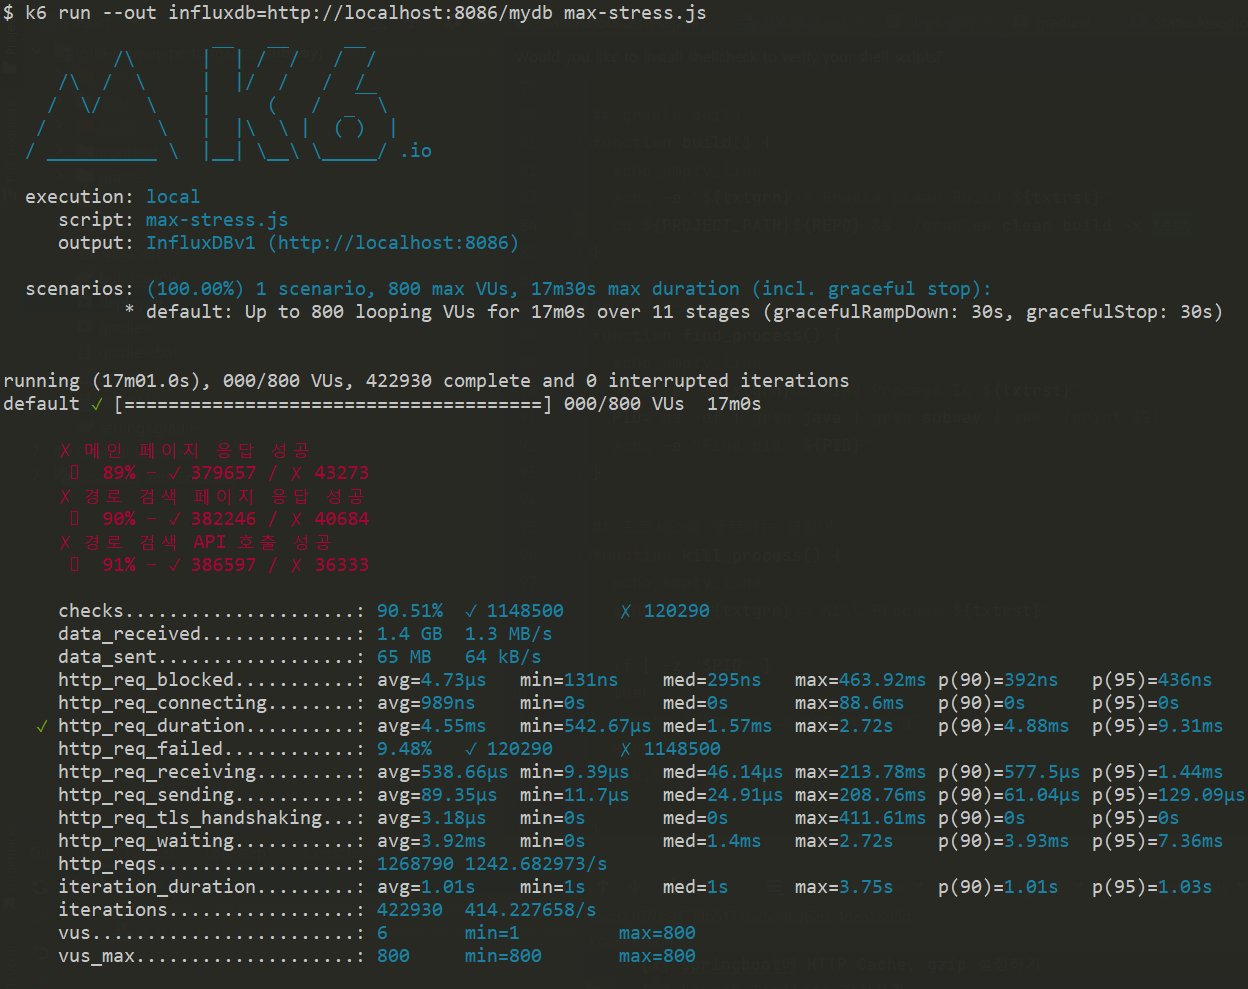 $ k6 run --out influxdb=http://localhost:8086/mydb max-stress.js
.io
execution: local
script: max-stress.js
output: InfluxDBv1 (http://localhost:8086)
scenarios: (100.00%) 1 scenario, 800 max VUs, 17m30s max duration (incl. graceful stop):
* default: Up to 800 looping VUs for 17m0s over 11 stages (gracefulRampDown: 30s, gracefulStop: 30s)
running (17m01.0s), 000/800 VUs, 422930 complete and 0 interrupted iterations
default ✓ [======================================] 000/800 VUs  17m0s
✗ 메인 페이지 응답 성공
89% — ✓ 379657 / ✗ 43273
✗ 경로 검색 페이지 응답 성공
90% — ✓ 382246 / ✗ 40684
✗ 경로 검색 API 호출 성공
91% — ✓ 386597 / ✗ 36333
checks.....................: 90.51% ✓ 1148500 ✗ 120290
data_received..............: 1.4 GB 1.3 MB/s
data_sent..................: 65 MB 64 kB/s
http_req_blocked...........: avg=4.73µs min=131ns med=295ns max=463.92ms p(90)=392ns p(95)=436ns
http_req_connecting........: avg=989ns min=0s med=0s max=88.6ms p(90)=0s p(95)=0s
✓ http_req_duration..........: avg=4.55ms min=542.67µs med=1.57ms max=2.72s p(90)=4.88ms p(95)=9.31ms
http_req_failed............: 9.48% ✓ 120290 ✗ 1148500
http_req_receiving.........: avg=538.66µs min=9.39µs med=46.14µs max=213.78ms p(90)=577.5µs p(95)=1.44ms
http_req_sending...........: avg=89.35µs min=11.7µs med=24.91µs max=208.76ms p(90)=61.04µs p(95)=129.09µs
http_req_tls_handshaking...: avg=3.18µs min=0s med=0s max=411.61ms p(90)=0s p(95)=0s
http_req_waiting...........: avg=3.92ms min=0s med=1.4ms max=2.72s p(90)=3.93ms p(95)=7.36ms
http_reqs..................: 1268790 1242.682973/s
iteration_duration.........: avg=1.01s min=1s med=1s max=3.75s p(90)=1.01s p(95)=1.03s
iterations.................: 422930 414.227658/s
vus........................: 6 min=1 max=800
vus_max....................: 800 min=800 max=800